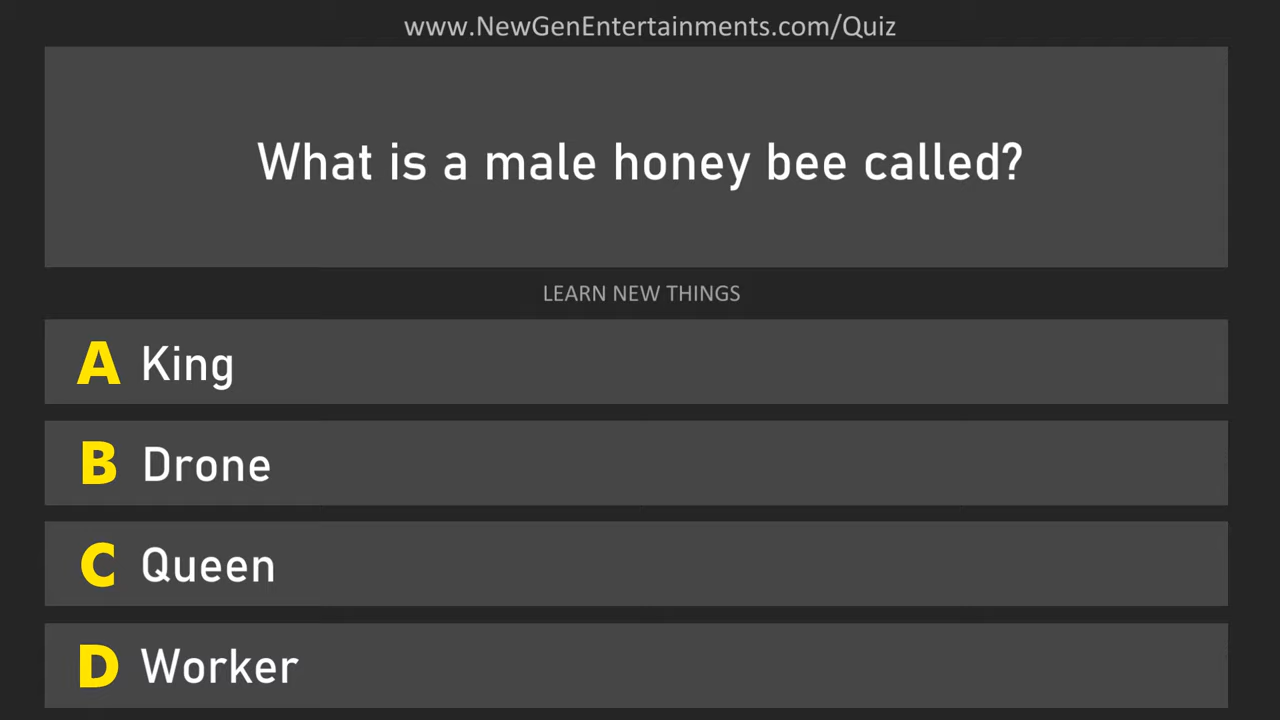 www.NewGenEntertainments.com/Quiz
What is a male honey bee called?
LEARN NEW THINGS
A King
B Drone
C Queen
D Worker